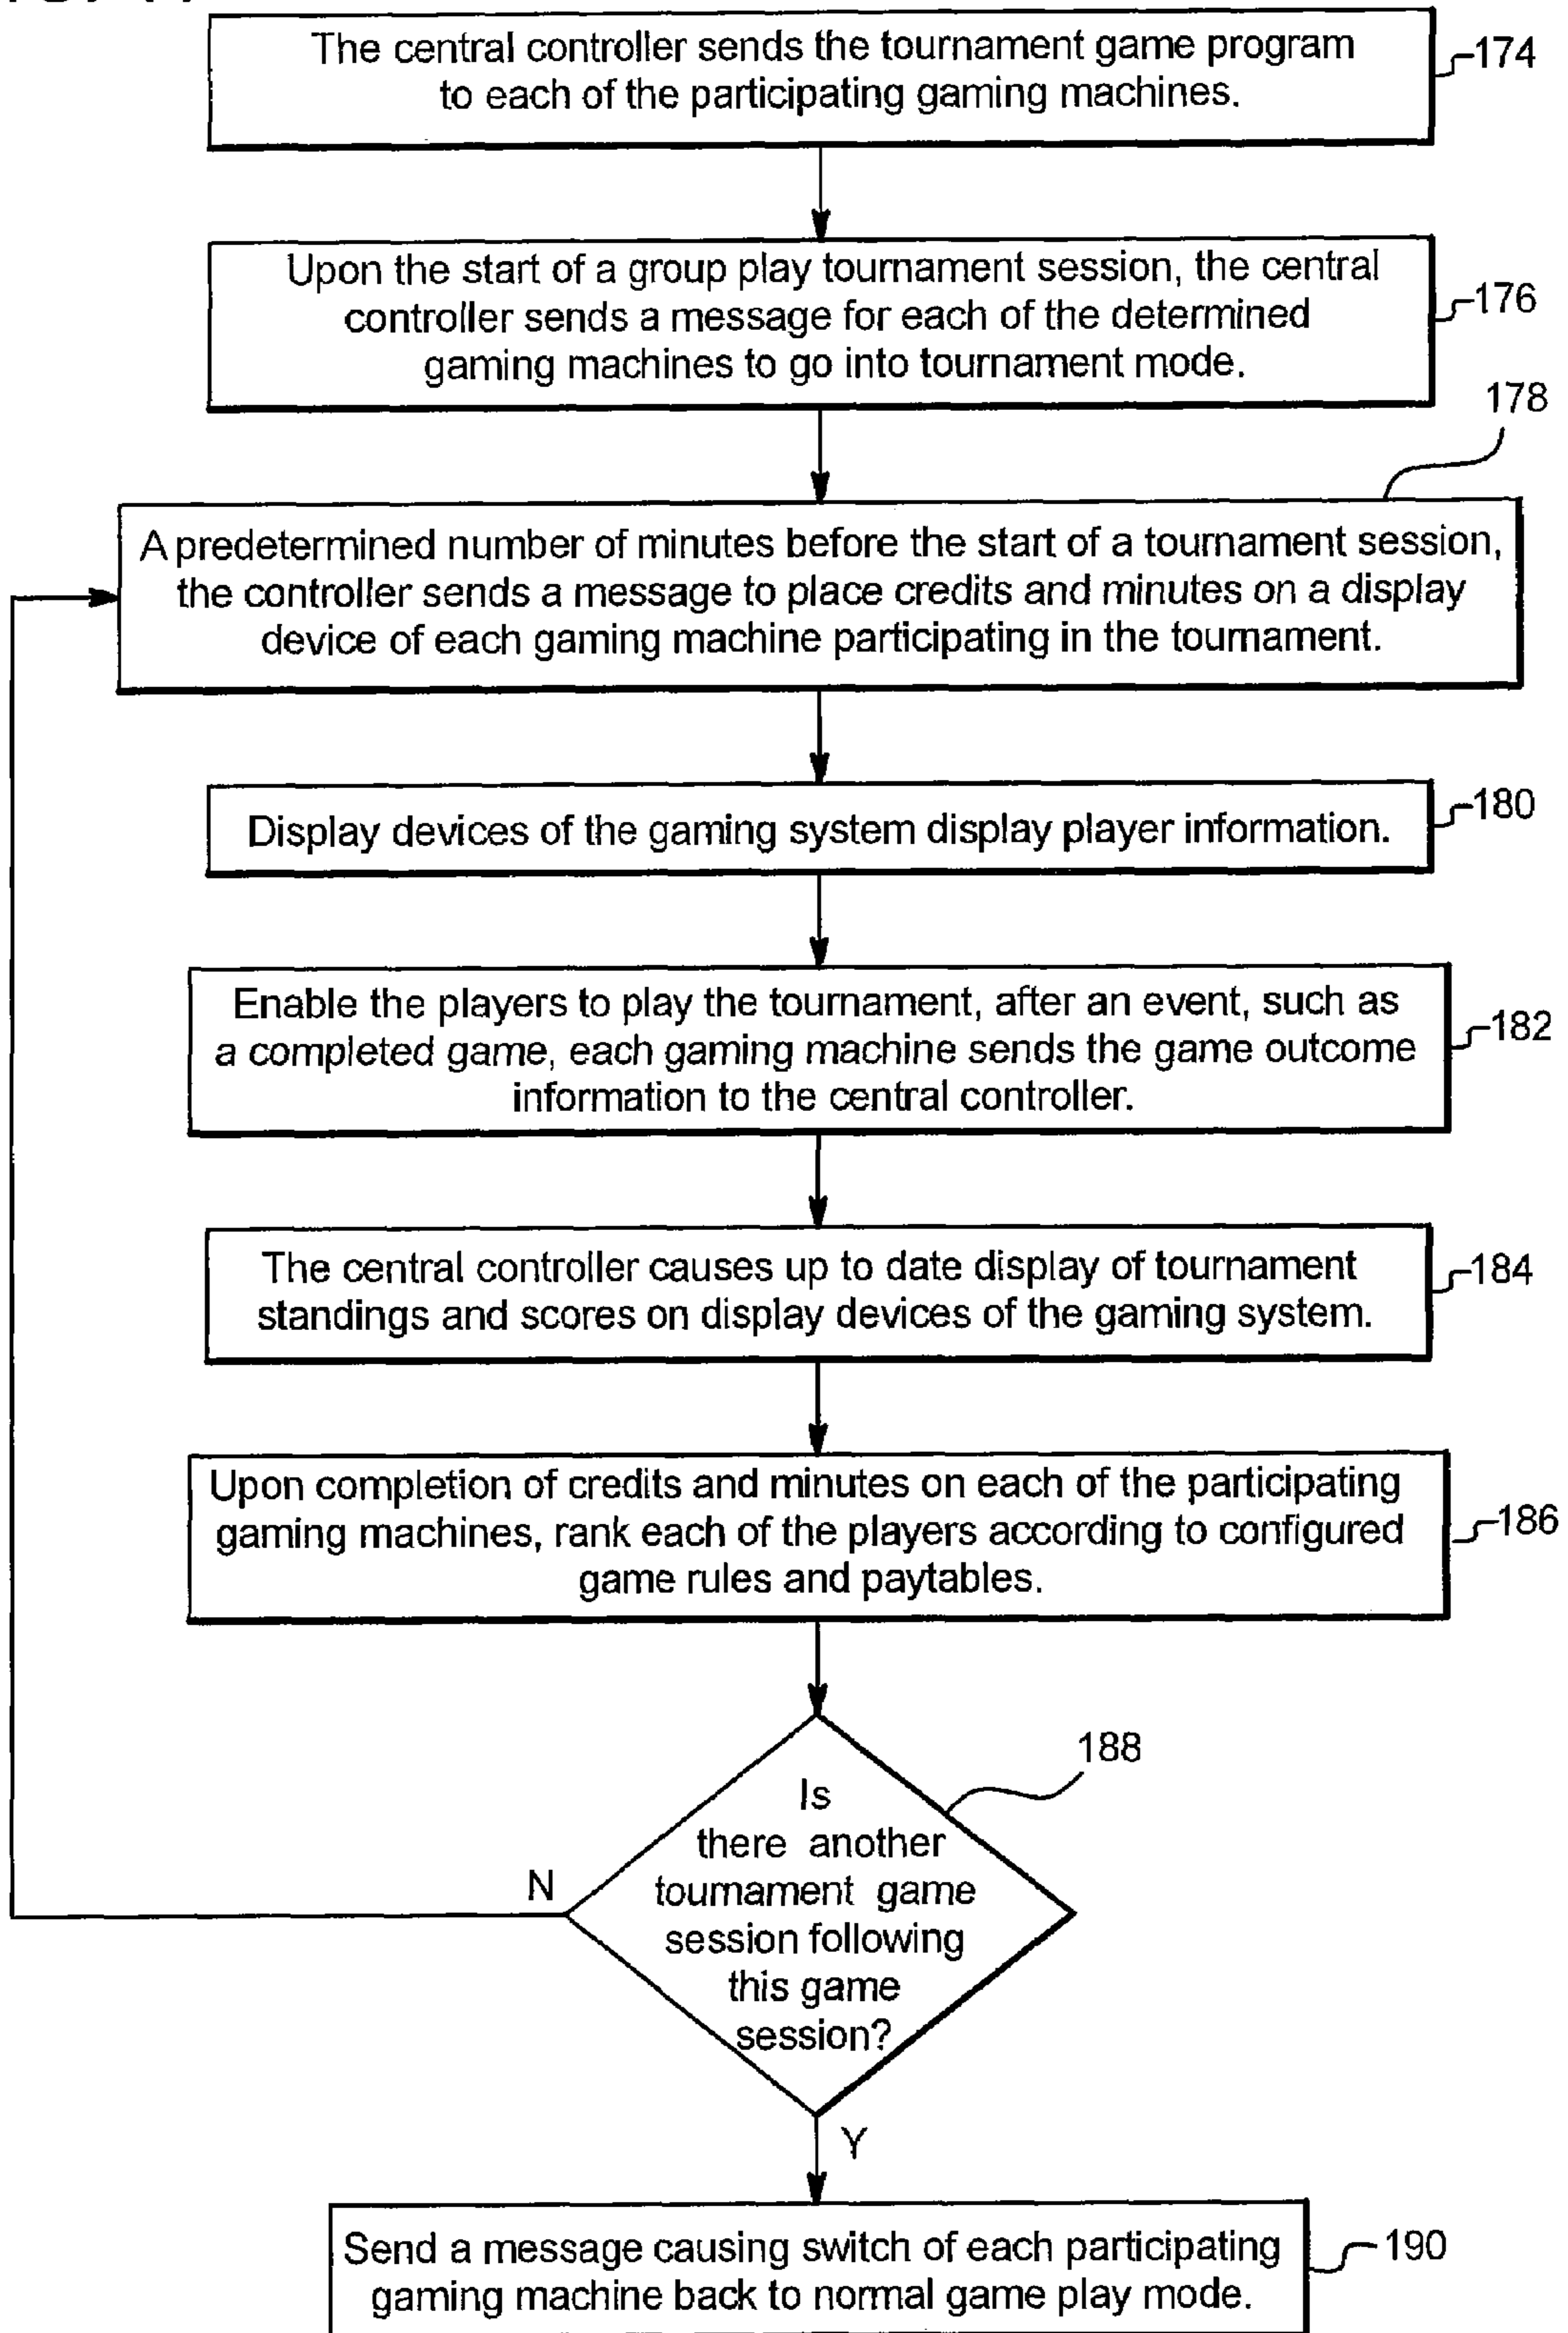 The central controller sends the tournament game program
to each of the participating gaming machines.
174
Upon the start of a group play tournament session, the central
controller sends a message for each of the determined
gaming machines to go into tournament mode.
176
178
A predetermined number of minutes before the start of a tournament session,
the controller sends a message to place credits and minutes on a display
device of each gaming machine participating in the tournament.
Display devices of the gaming system display player information.
180
Enable the players to play the tournament, after an event, such as
a completed game, each gaming machine sends the game outcome
information to the central controller.
182
The central controller causes up to date display of tournament
standings and scores on display devices of the gaming system.
184
Upon completion of credits and minutes on each of the participating
gaming machines, rank each of the players according to configured
game rules and paytables.
186
188
Is
there another
tournament game
session following
this game
session?
N
Y
Send a message causing switch of each participating
gaming machine back to normal game play mode.
190